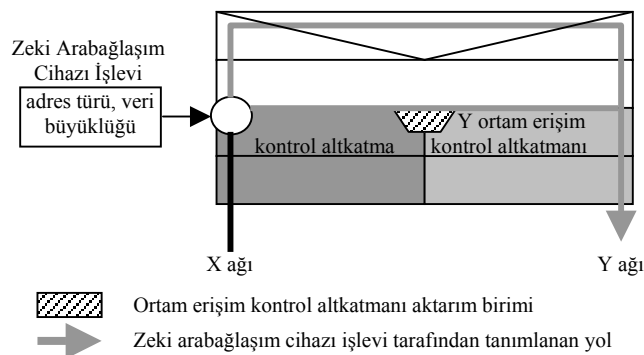 Zeki Arabağlaşım
Cihazı İşlevi
adres türü, veri
büyüklüğü
Y ortam erişim
kontrol altkatma kontrol altkatmanı
X ağı Y ağı
Ortam erişim kontrol altkatmanı aktarım birimi
Zeki arabağlaşım cihazı işlevi tarafından tanımlanan yol